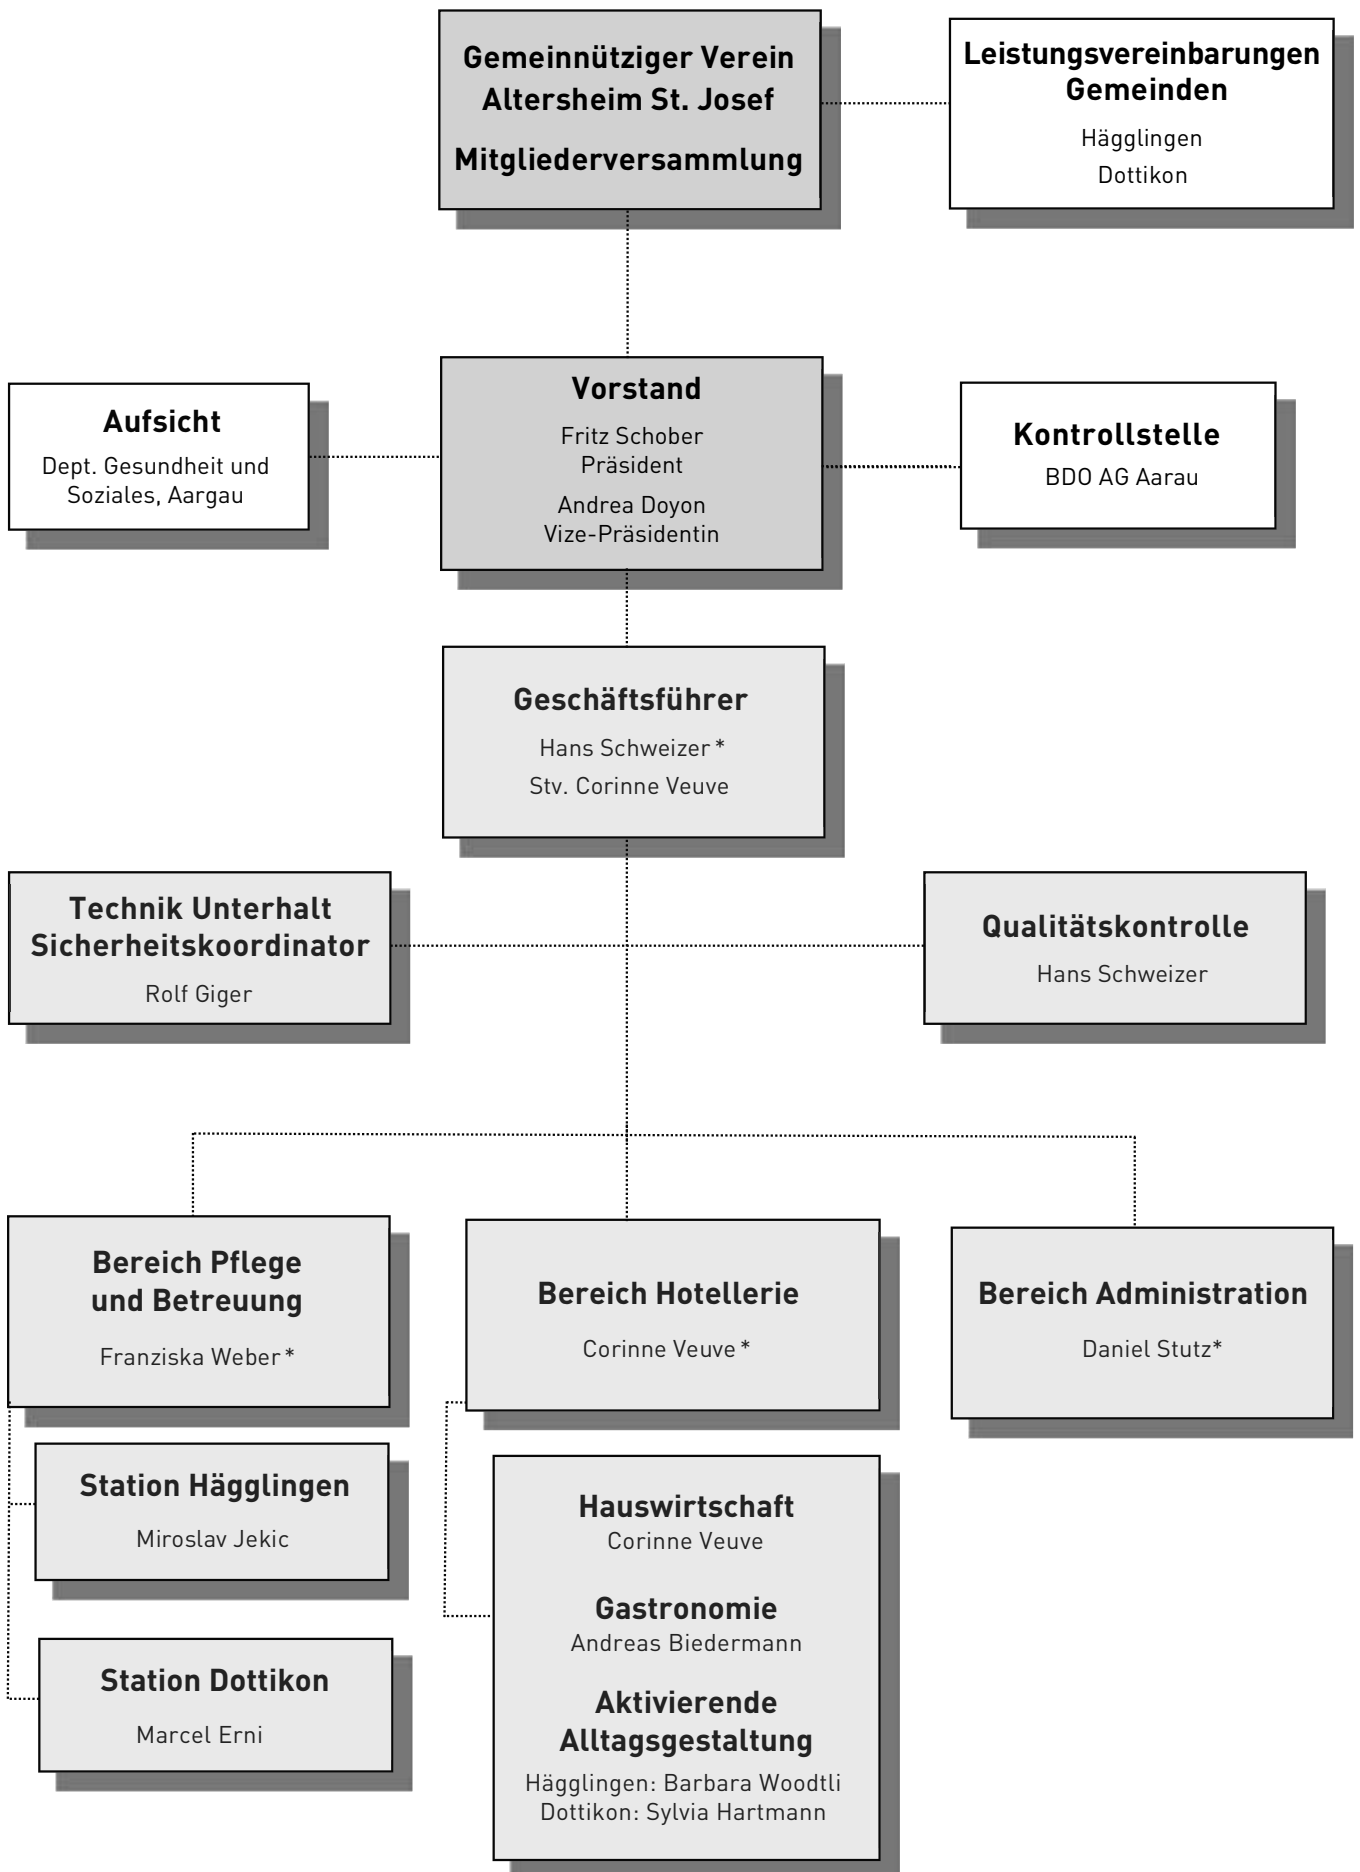 Gemeinnütziger Verein
Altersheim St. Josef
Mitgliederversammlung
Leistungsvereinbarungen
Gemeinden
Hägglingen
Dottikon
Aufsicht
Dept. Gesundheit und
Soziales, Aargau
Vorstand
Fritz Schober
Präsident
Andrea Doyon
Vize-Präsidentin
Kontrollstelle
BDO AG Aarau
Geschäftsführer
Hans Schweizer *
Stv. Corinne Veuve
Technik Unterhalt
Sicherheitskoordinator
Rolf Giger
Qualitätskontrolle
Hans Schweizer
Bereich Pflege
und Betreuung
Franziska Weber *
Bereich Hotellerie
Corinne Veuve *
Bereich Administration
Daniel Stutz*
Station Hägglingen
Miroslav Jekic
Station Dottikon
Marcel Erni
Hauswirtschaft
Corinne Veuve
Gastronomie
Andreas Biedermann
Aktivierende
Alltagsgestaltung
Hägglingen: Barbara Woodtli
Dottikon: Sylvia Hartmann